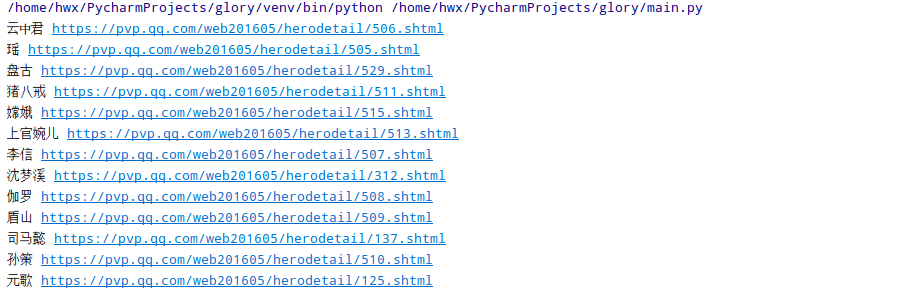 /home/hwx/PycharmProjects/glory/venv/bin/python /home/hwx/PycharmProjects/glory/main.py
云中君 https://pvp.qq.com/web201605/herodetail/506.shtml
瑶 https://pvp.qq.com/web201605/herodetail/505.shtml
盘古 https://pvp.qq.com/web201605/herodetail/529.shtml
猪八戒 https://pvp.qq.com/web201605/herodetail/511.shtml
嫦娥 https://pvp.qq.com/web201605/herodetail/515.shtml
上官婉儿 https://pvp.qq.com/web201605/herodetail/513.shtml
李信 https://pvp.qq.com/web201605/herodetail/507.shtml
沈梦溪 https://pvp.qq.com/web201605/herodetail/312.shtml
伽罗 https://pvp.qq.com/web201605/herodetail/508.shtml
盾山 https://pvp.qq.com/web201605/herodetail/509.shtml
司马懿 https://pvp.qq.com/web201605/herodetail/137.shtml
孙策 https://pvp.qq.com/web201605/herodetail/510.shtml
元歌 https://pvp.qq.com/web201605/herodetail/125.shtml